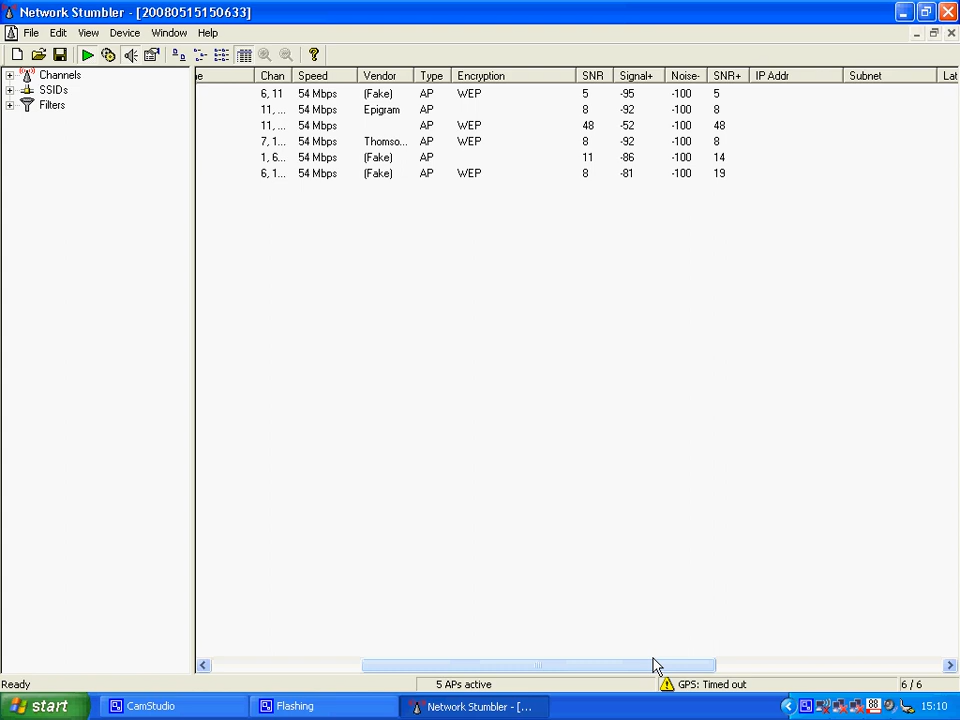 Network Stumbler - [20080515150633]
File Edit View Device Window Help
Channels
SSIDs
Filters
e Chan Speed Vendor Type Encryption SNR Signal+ Noise- SNR+ IP Addr Subnet Lat
6, 11 54 Mbps (Fake) AP WEP 5 -95 -100 5
11, ... 54 Mbps Epigram AP 8 -92 -100 8
11, ... 54 Mbps AP WEP 48 -52 -100 48
7, 1... 54 Mbps Thomso... AP WEP 8 -92 -100 8
1, 6... 54 Mbps (Fake) AP 11 -86 -100 14
6, 1... 54 Mbps (Fake) AP WEP 8 -81 -100 19
Ready 5 APs active GPS: Timed out 6 / 6
start CamStudio Flashing Network Stumbler - [... 88 15:10